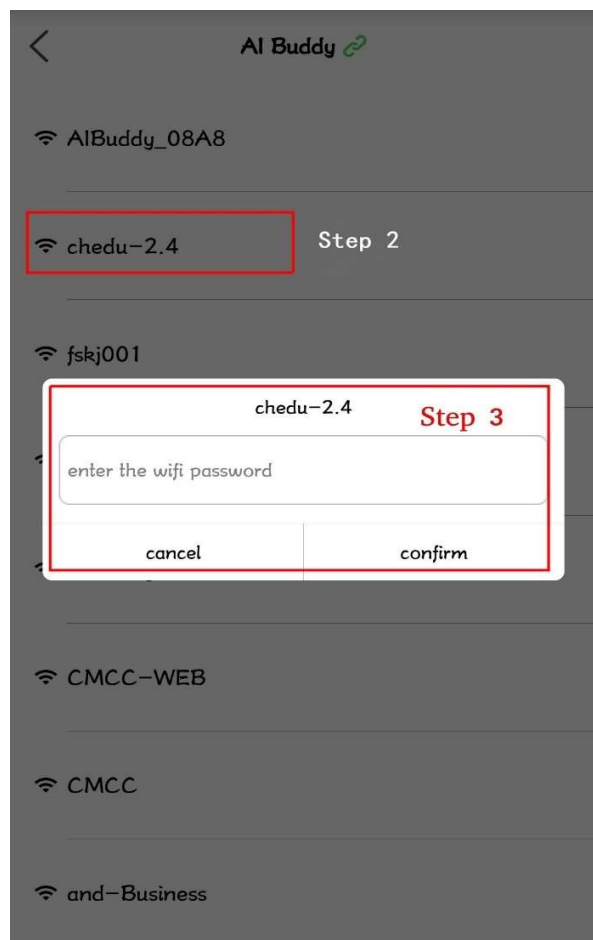 AI Buddy
AIBuddy_08A8
chedu-2.4
Step 2
fskj001
chedu-2.4
Step 3
enter the wifi password
cancel
confirm
CMCC-WEB
CMCC
and-Business